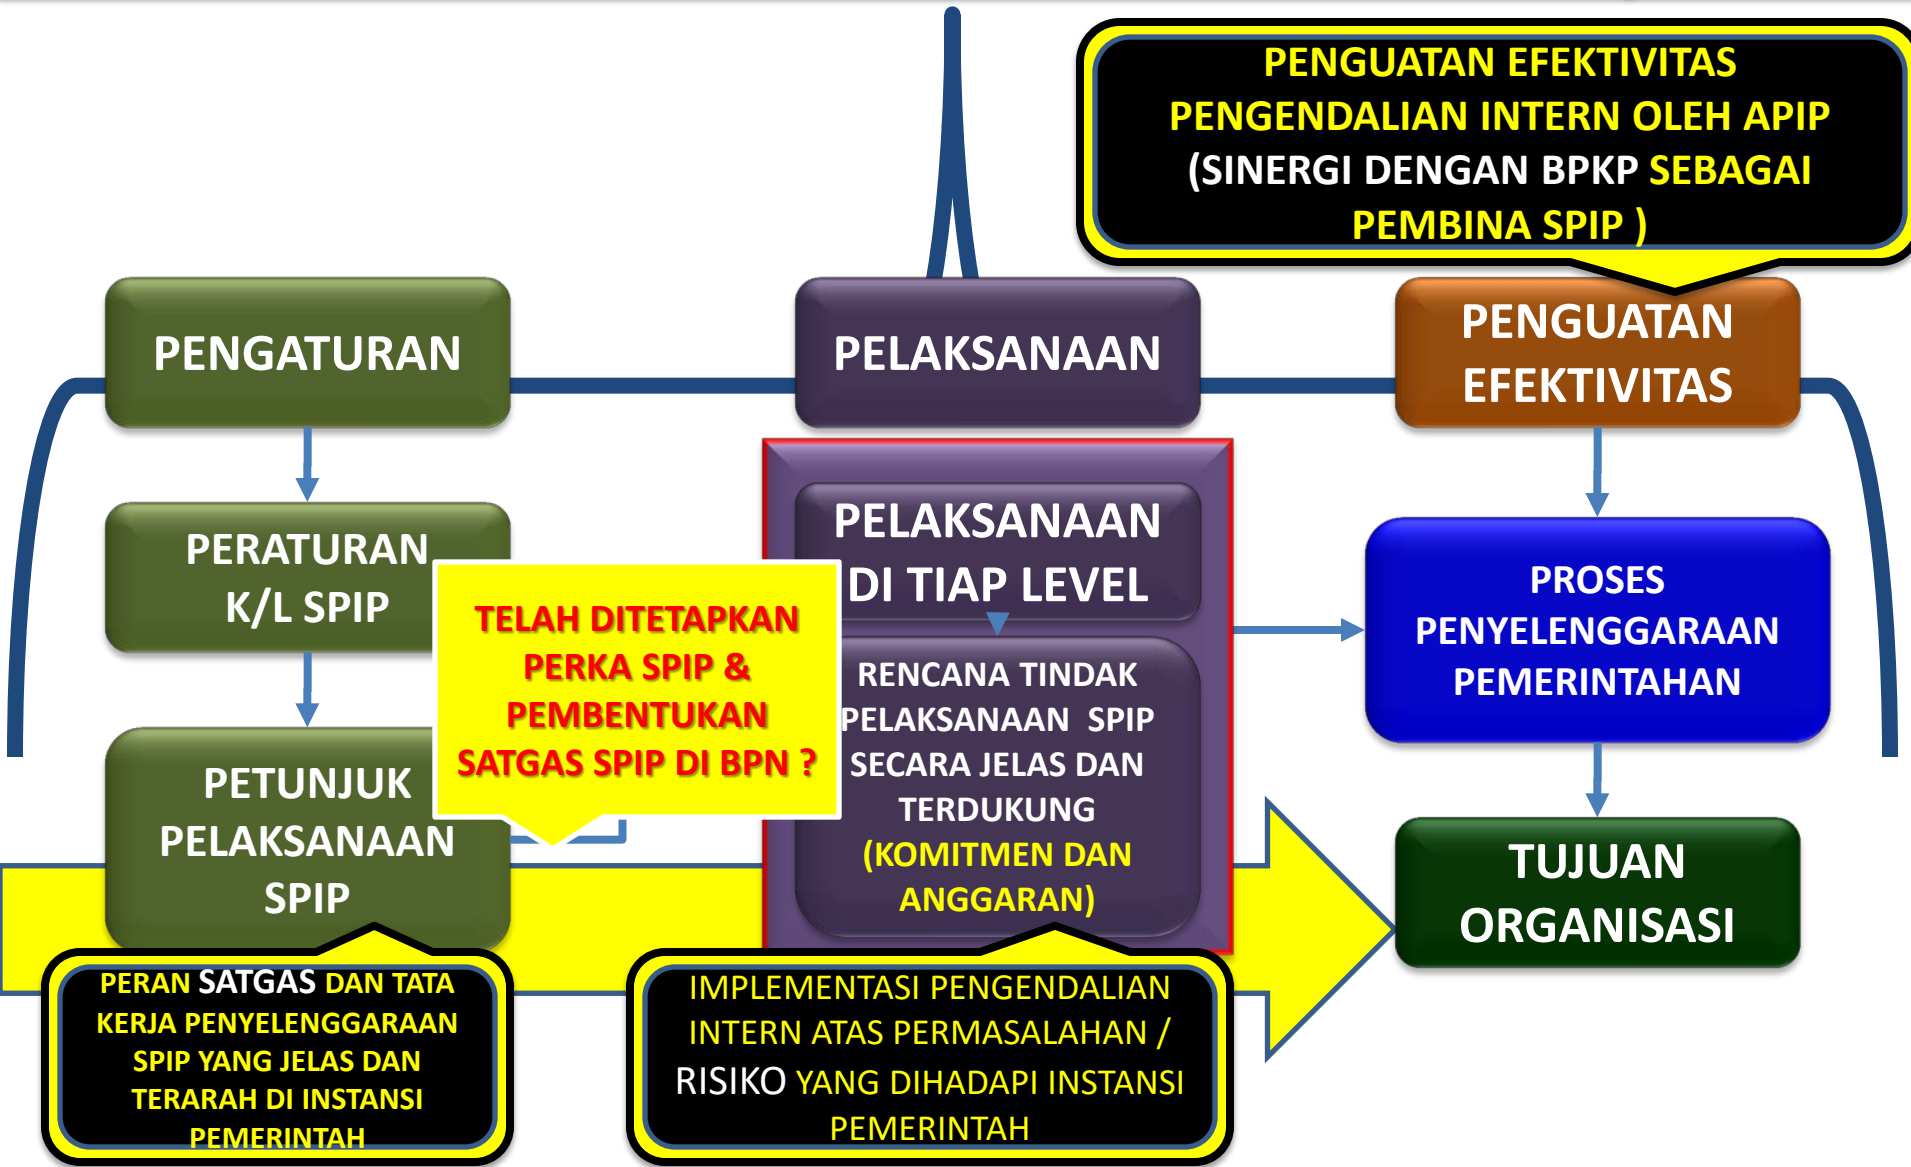 PENGUATAN EFEKTIVITAS
PENGENDALIAN INTERN OLEH APIP
(SINERGI DENGAN BPKP SEBAGAI
PEMBINA SPIP )
PENGATURAN
PELAKSANAAN
PENGUATAN
EFEKTIVITAS
PERATURAN
K/L SPIP
PELAKSANAAN
DI TIAP LEVEL
PROSES
PENYELENGGARAAN
PEMERINTAHAN
TELAH DITETAPKAN
PERKA SPIP &
PEMBENTUKAN
SATGAS SPIP DI BPN ?
RENCANA TINDAK
PELAKSANAAN SPIP
SECARA JELAS DAN
TERDUKUNG
(KOMITMEN DAN
ANGGARAN)
PETUNJUK
PELAKSANAAN
SPIP
TUJUAN
ORGANISASI
PERAN SATGAS DAN TATA
KERJA PENYELENGGARAAN
SPIP YANG JELAS DAN
TERARAH DI INSTANSI
PEMERINTAH
IMPLEMENTASI PENGENDALIAN
INTERN ATAS PERMASALAHAN /
RISIKO YANG DIHADAPI INSTANSI
PEMERINTAH